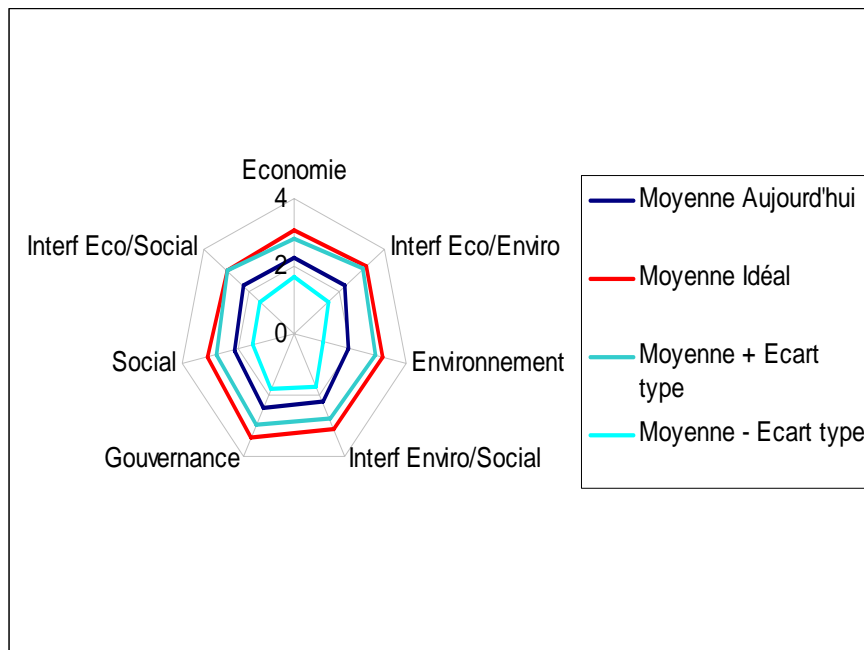 Economie
4
Interf Eco/Social
Interf Eco/Enviro
2
0
Social
Environnement
Gouvernance
Interf Enviro/Social
Moyenne Aujourd'hui
Moyenne Idéal
Moyenne + Ecart
type
Moyenne - Ecart type